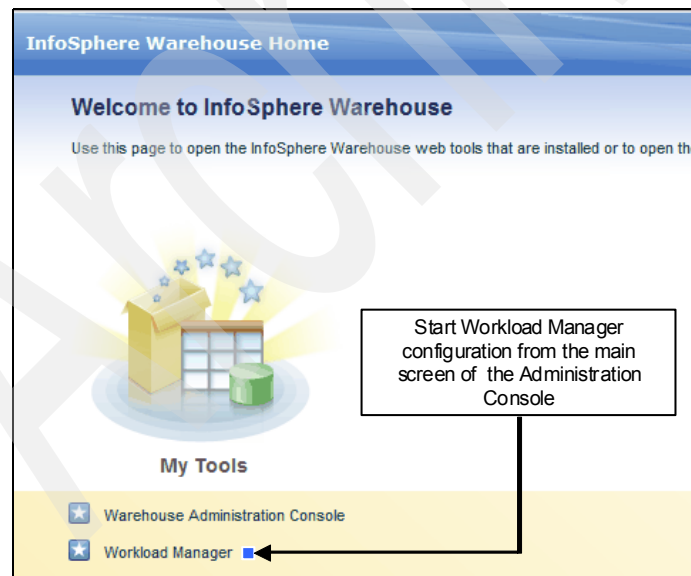 InfoSphere Warehouse Home
Welcome to InfoSphere Warehouse
Use this page to open the InfoSphere Warehouse web tools that are installed or to open th
Start Workload Manager
configuration from the main
screen of the Administration
Console
My Tools
Warehouse Administration Console
Workload Manager